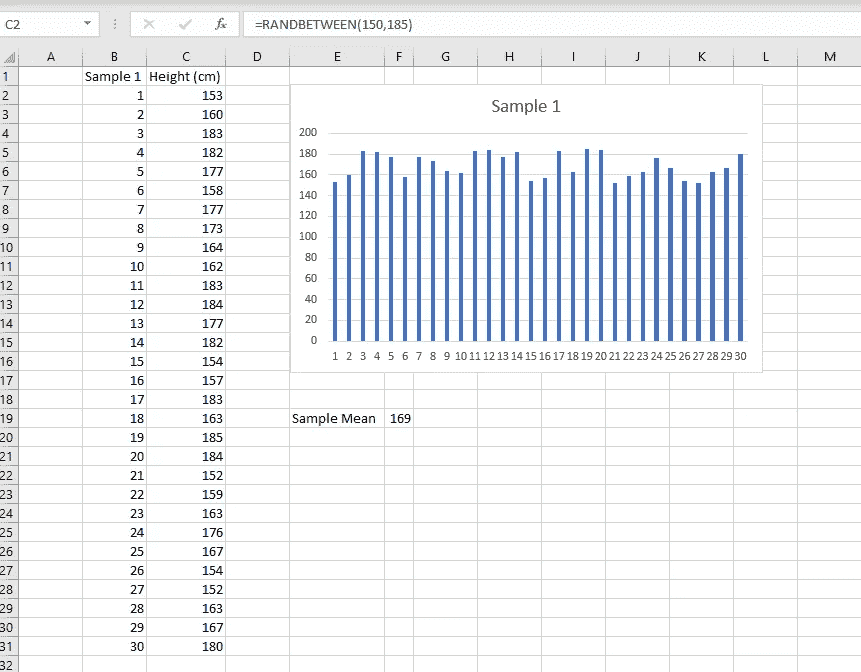 C2 fx =RANDBETWEEN(150,185)
A B C D E F G H I J K L M
1 Sample 1 Height (cm)
2 1 153
3 2 160
4 3 183
5 4 182
6 5 177
7 6 158
8 7 177
9 8 173
10 9 164
11 10 162
12 11 183
13 12 184
14 13 177
15 14 182
16 15 154
17 16 157
18 17 183
19 18 163 Sample Mean 169
20 19 185
21 20 184
22 21 152
23 22 159
24 23 163
25 24 176
26 25 167
27 26 154
28 27 152
29 28 163
30 29 167
31 30 180
32
Sample 1
200
180
160
140
120
100
80
60
40
20
0
1 2 3 4 5 6 7 8 9 10 11 12 13 14 15 16 17 18 19 20 21 22 23 24 25 26 27 28 29 30